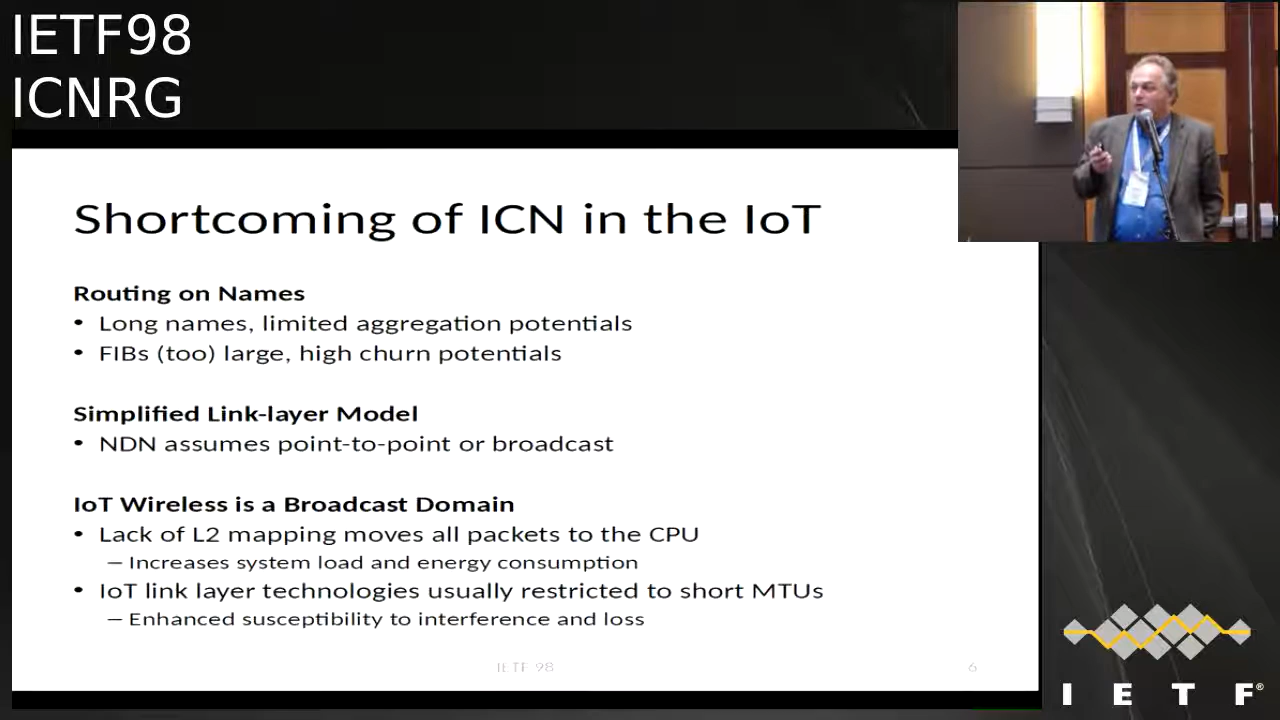 IETF98
ICNRG
Shortcoming of ICN in the IoT
Routing on Names
• Long names, limited aggregation potentials
• FIBs (too) large, high churn potentials
Simplified Link-layer Model
• NDN assumes point-to-point or broadcast
IoT Wireless is a Broadcast Domain
• Lack of L2 mapping moves all packets to the CPU
– Increases system load and energy consumption
• IoT link layer technologies usually restricted to short MTUs
– Enhanced susceptibility to interference and loss
IETF 98
6
I E T F®